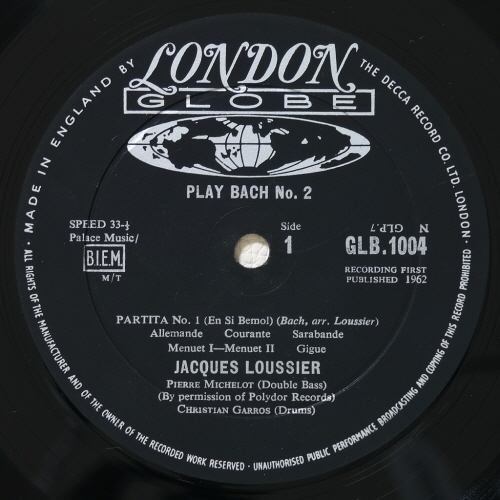 LONDON
GLOBE
PLAY BACH No. 2
SPEED 33-⅓
Palace Music/
B.I.E.M.
M/T
Side
1
N
GLP.7
GLB.1004
RECORDING FIRST
PUBLISHED 1962
PARTITA No. 1 (En Si Bemol) (Bach, arr. Loussier)
Allemande Courante Sarabande
Menuet I—Menuet II Gigue
JACQUES LOUSSIER
PIERRE MICHELOT (Double Bass)
(By permission of Polydor Records)
CHRISTIAN GARROS (Drums)
MADE IN ENGLAND BY
THE DECCA RECORD CO. LTD. LONDON
ALL RIGHTS OF THE MANUFACTURER AND OF THE OWNER OF THE RECORDED WORK RESERVED · UNAUTHORISED PUBLIC PERFORMANCE BROADCASTING AND COPYING OF THIS RECORD PROHIBITED